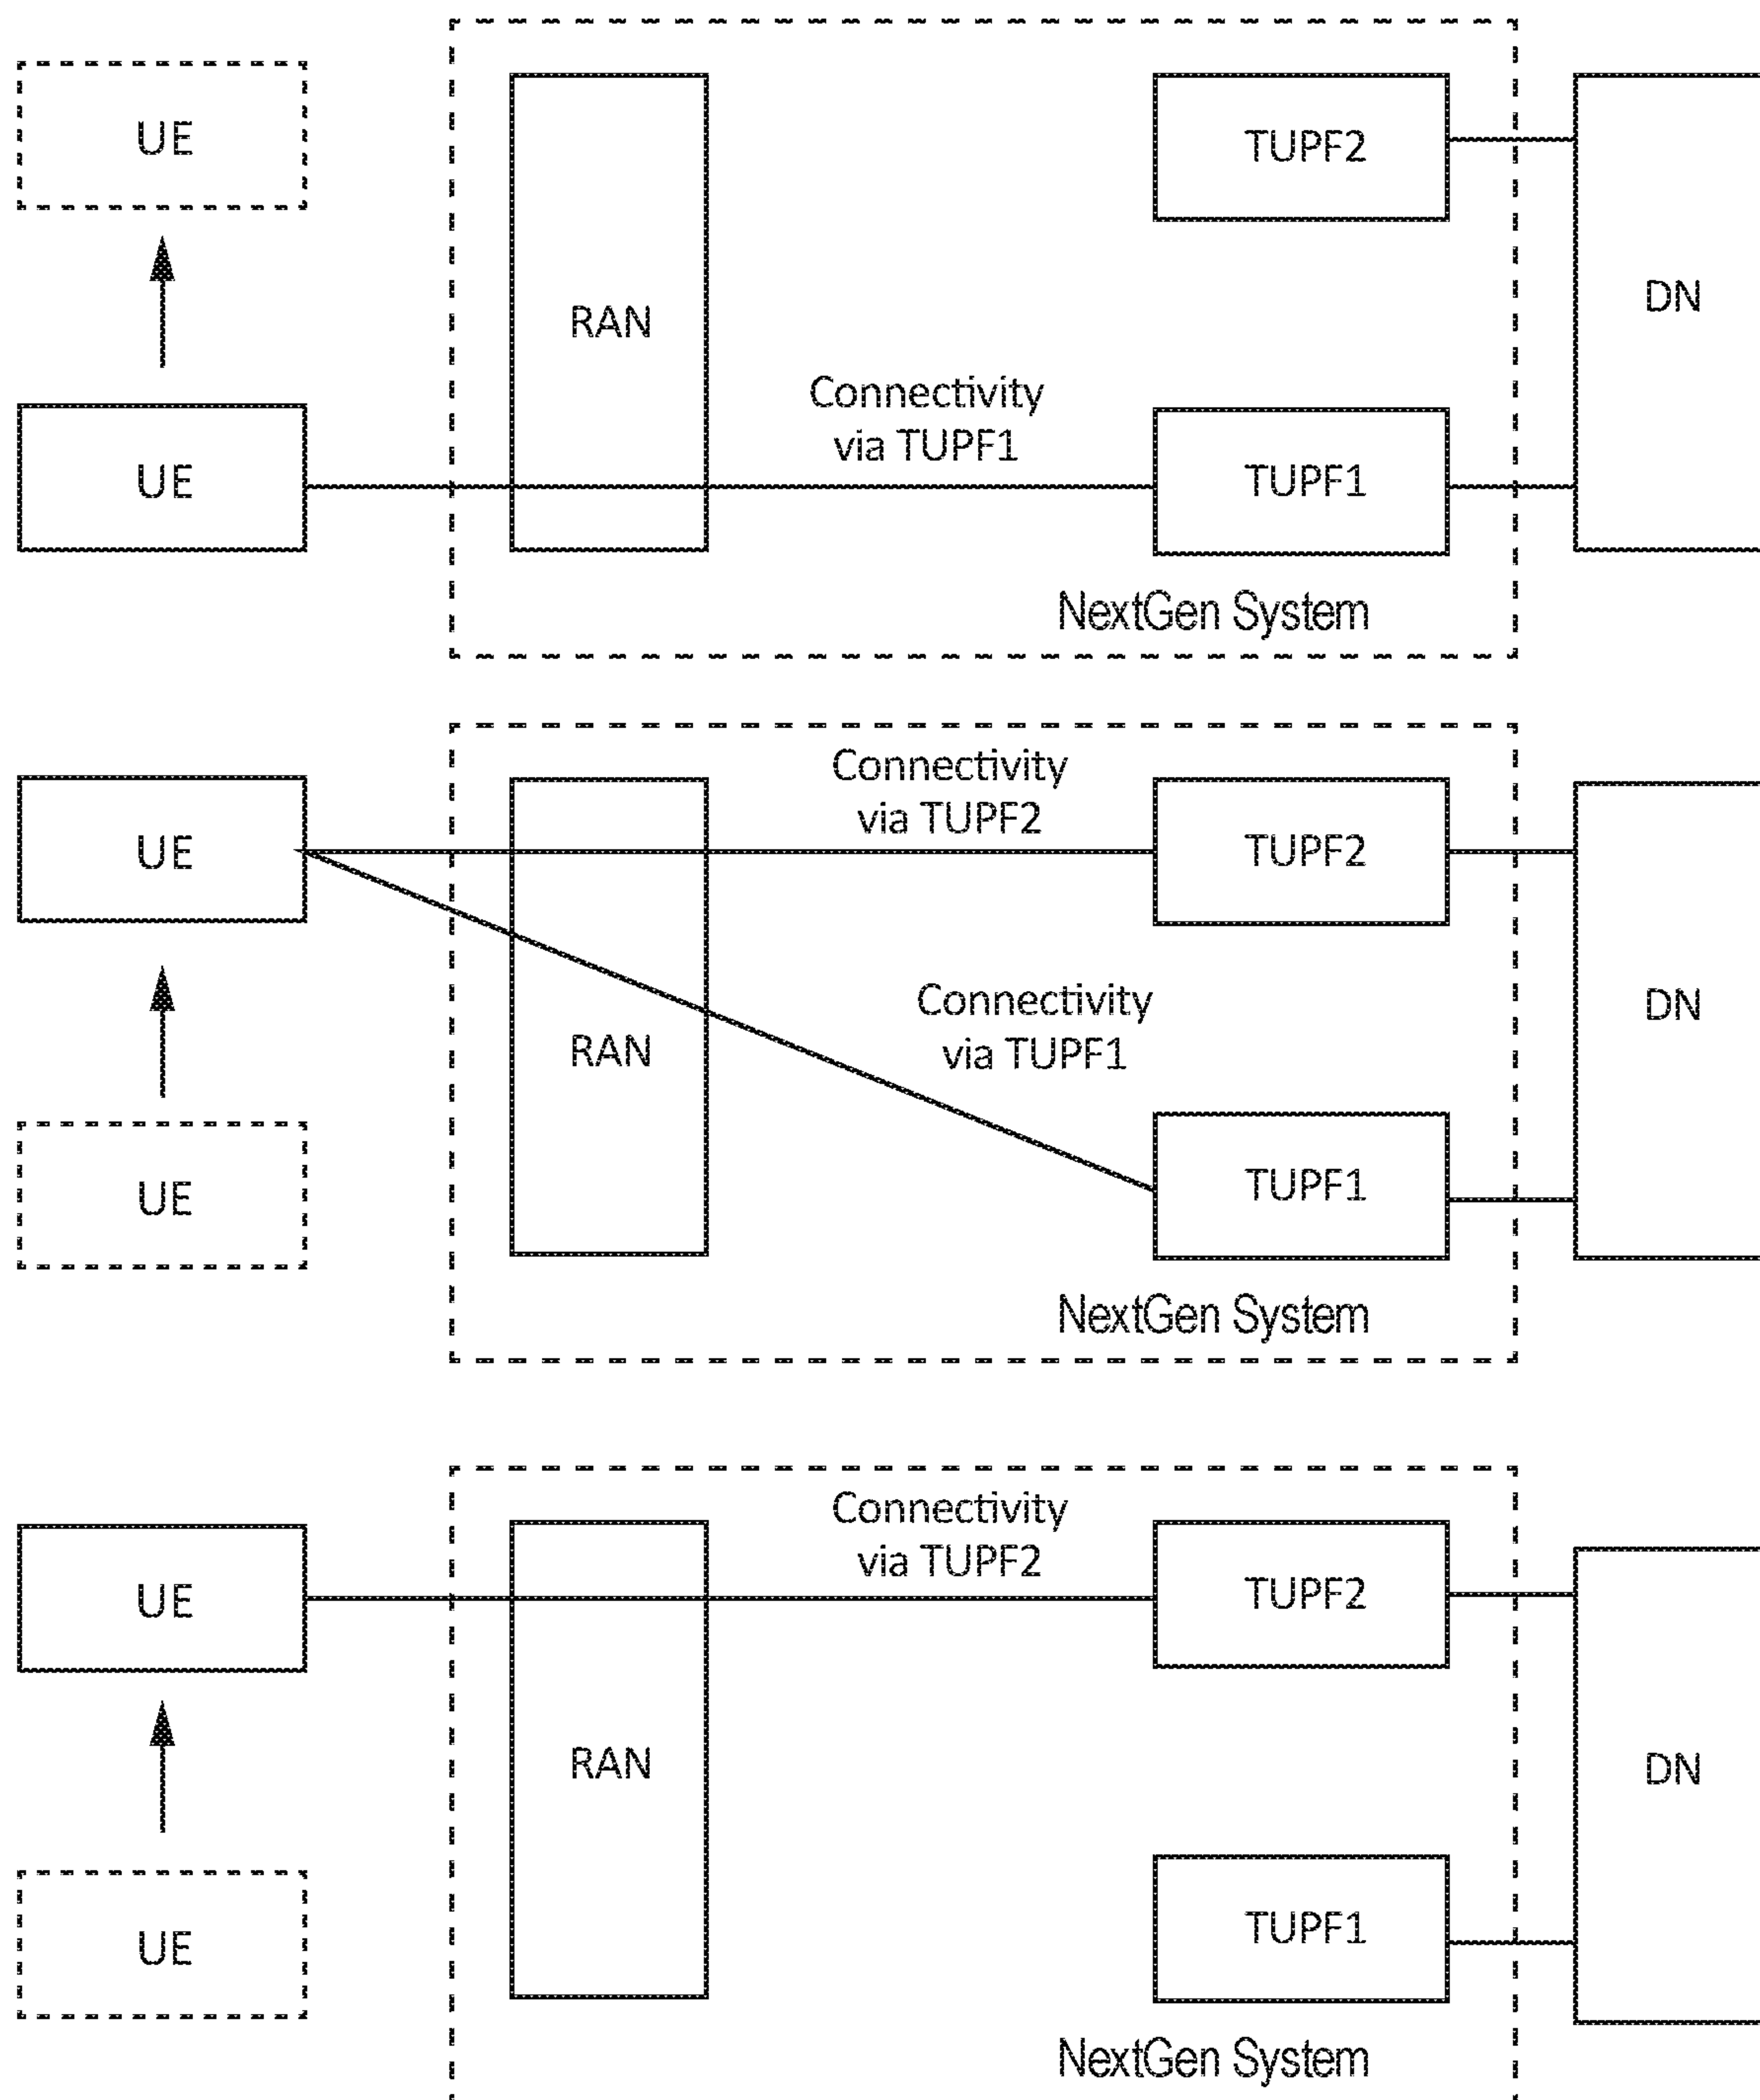 UE
TUPF2
RAN
DN
Connectivity
via TUPF1
UE
TUPF1
NextGen System
Connectivity
via TUPF2
UE
TUPF2
Connectivity
via TUPF1
DN
RAN
UE
TUPF1
NextGen System
Connectivity
via TUPF2
UE
TUPF2
RAN
DN
UE
TUPF1
NextGen System